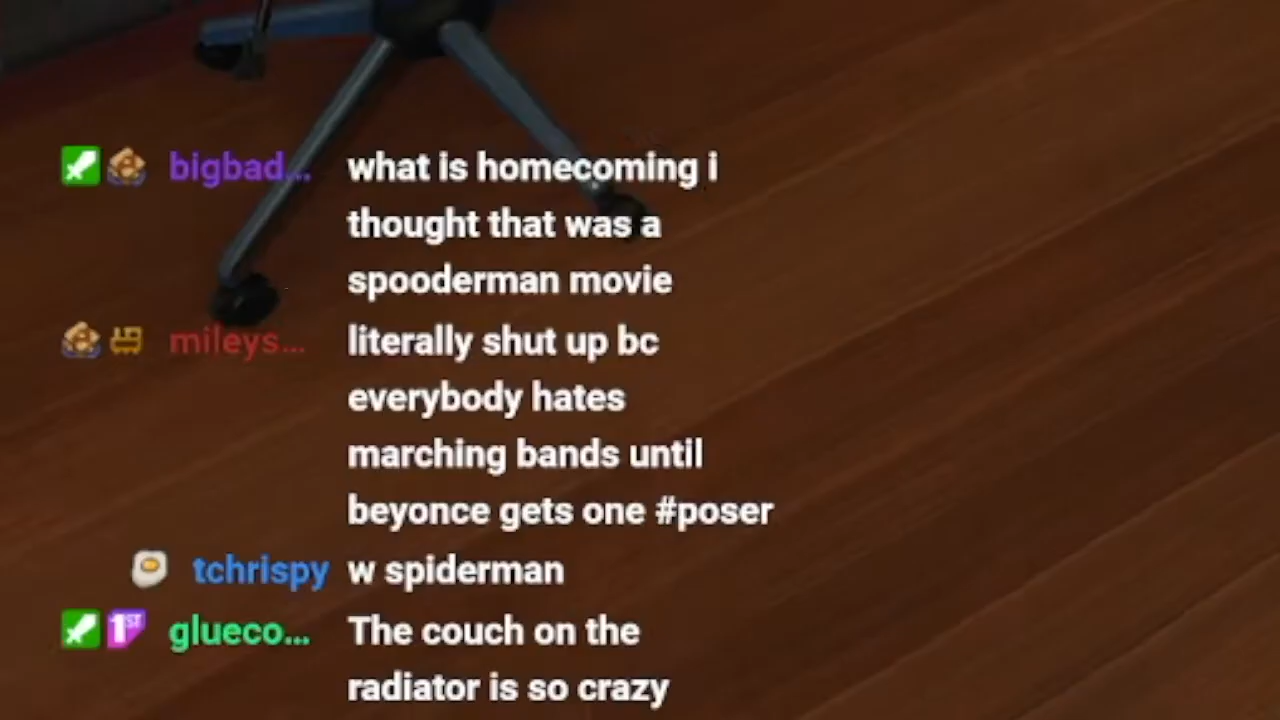 bigbad... what is homecoming i
thought that was a
spooderman movie
mileys... literally shut up bc
everybody hates
marching bands until
beyonce gets one #poser
tchrispy w spiderman
1ST glueco... The couch on the
radiator is so crazy